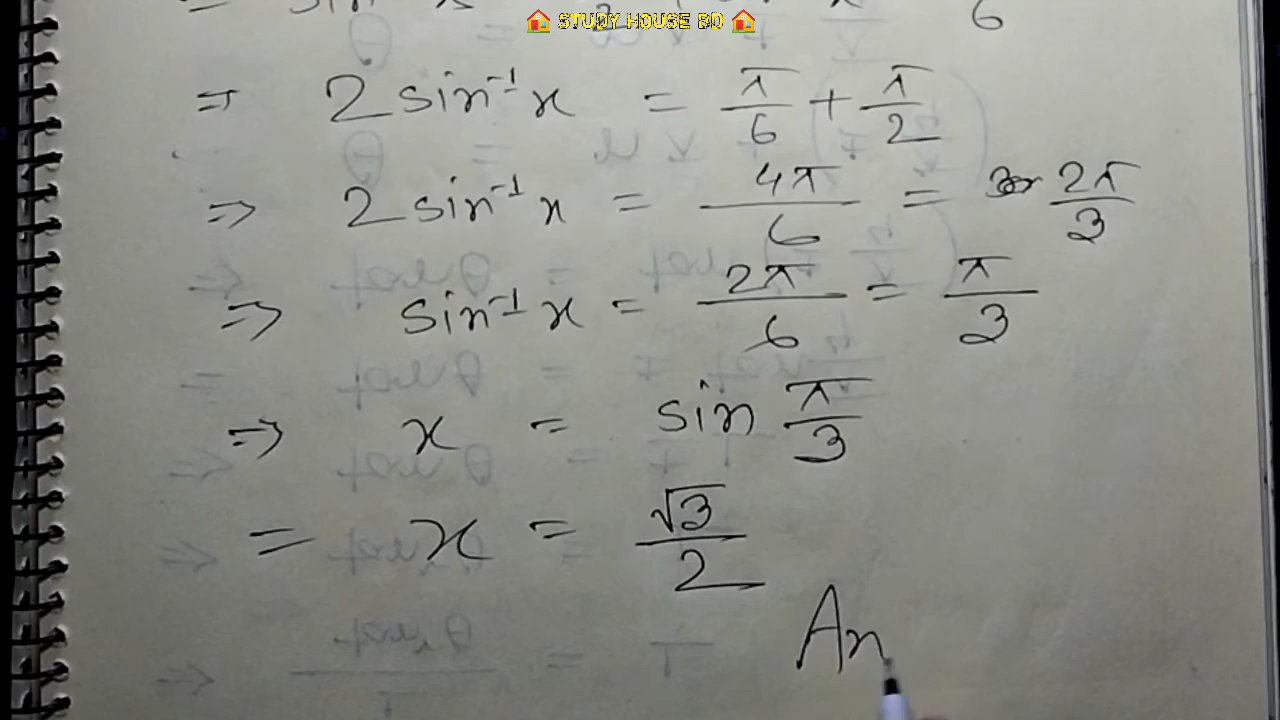 🏠 STUDY HOUSE BD 🏠
⇒ 2 sin⁻¹x = π/6 + π/2
⇒ 2 sin⁻¹x = 4π/6 = 2π/3
⇒ sin⁻¹x = 2π/6 = π/3
⇒ x = sin π/3
= x = √3/2
An